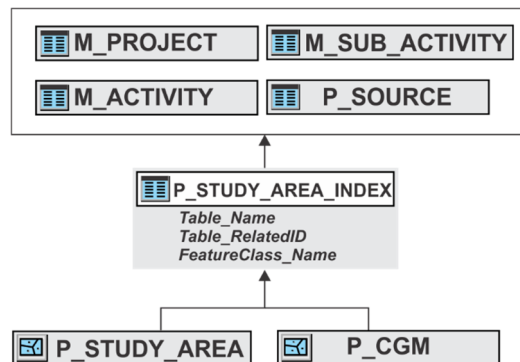 M_PROJECT M_SUB_ACTIVITY
M_ACTIVITY P_SOURCE
P_STUDY_AREA_INDEX
Table_Name
Table_RelatedID
FeatureClass_Name
P_STUDY_AREA P_CGM